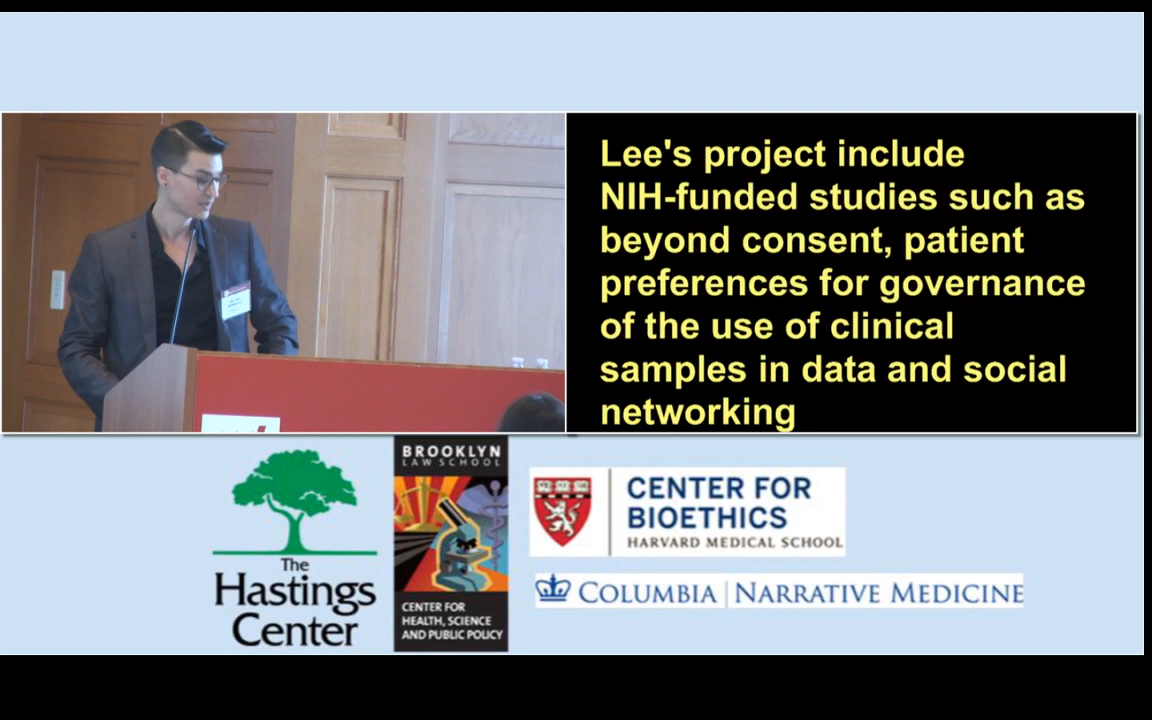 Lee's project include
NIH-funded studies such as
beyond consent, patient
preferences for governance
of the use of clinical
samples in data and social
networking
The
Hastings
Center
BROOKLYN
LAW SCHOOL
CENTER FOR
HEALTH, SCIENCE
AND PUBLIC POLICY
CENTER FOR
BIOETHICS
HARVARD MEDICAL SCHOOL
COLUMBIA | NARRATIVE MEDICINE